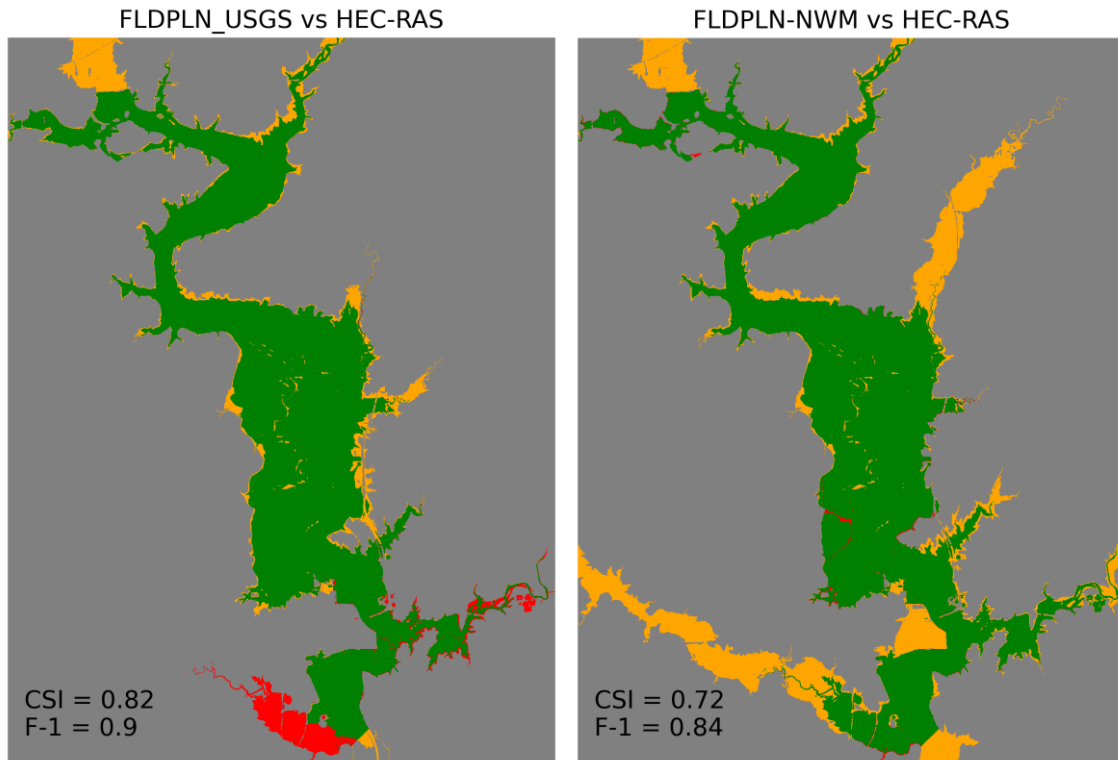 FLDPLN_USGS vs HEC-RAS
FLDPLN-NWM vs HEC-RAS
CSI = 0.82
F-1 = 0.9
CSI = 0.72
F-1 = 0.84